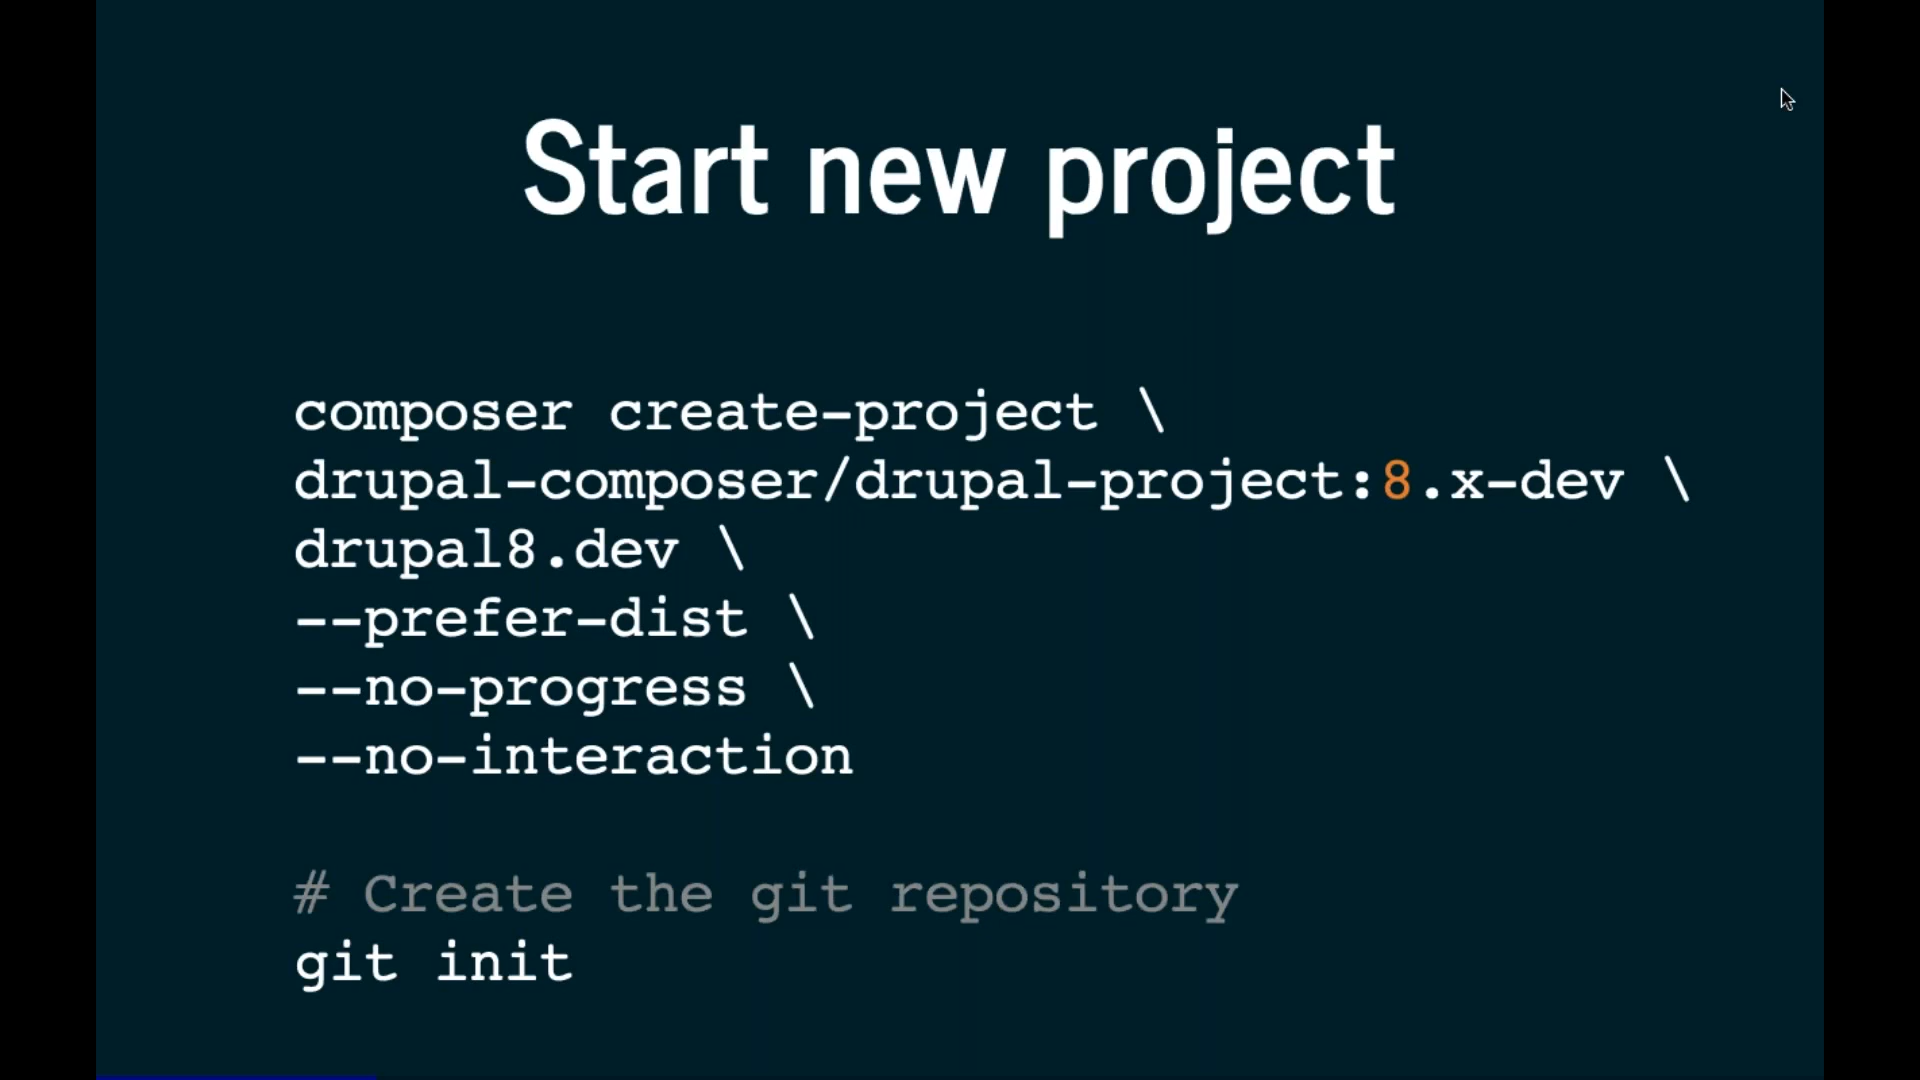 Start new project
composer create-project \
drupal-composer/drupal-project:8.x-dev \
drupal8.dev \
--prefer-dist \
--no-progress \
--no-interaction
# Create the git repository
git init